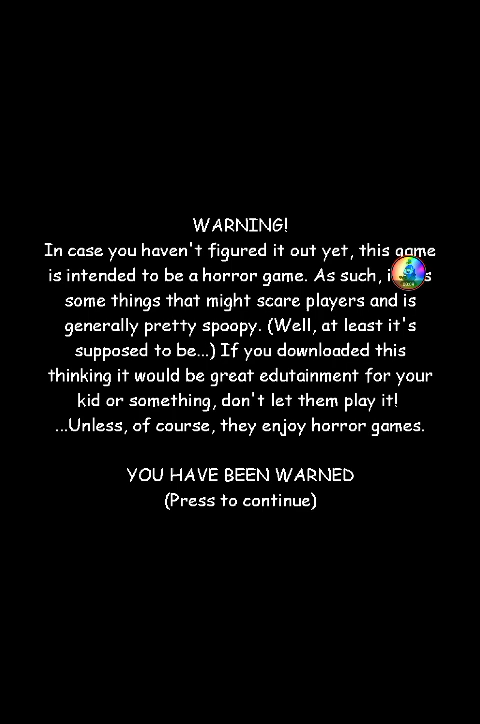 WARNING!
In case you haven't figured it out yet, this game
is intended to be a horror game. As such,
some things that might scare players and is
generally pretty spoopy. (Well, at least it's
supposed to be...) If you downloaded this
thinking it would be great edutainment for your
kid or something, don't let them play it!
...Unless, of course, they enjoy horror games.
YOU HAVE BEEN WARNED
(Press to continue)